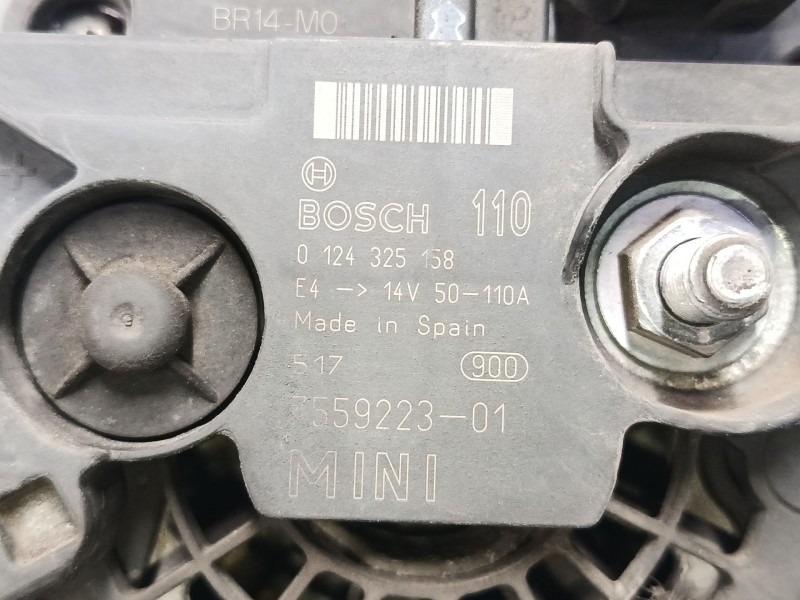 BR14-M0
BOSCH 110
0 124 325 158
E4 -> 14V 50-110A
Made in Spain
517 900
7559223-01
MINI